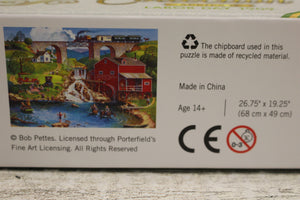 The chipboard used in this
puzzle is made of recycled material.
Made in China
Age 14+
26.75" x 19.25"
(68 cm x 49 cm)
© Bob Pettes. Licensed through Porterfield's
Fine Art Licensing. All Rights Reserved.
CE
0-3